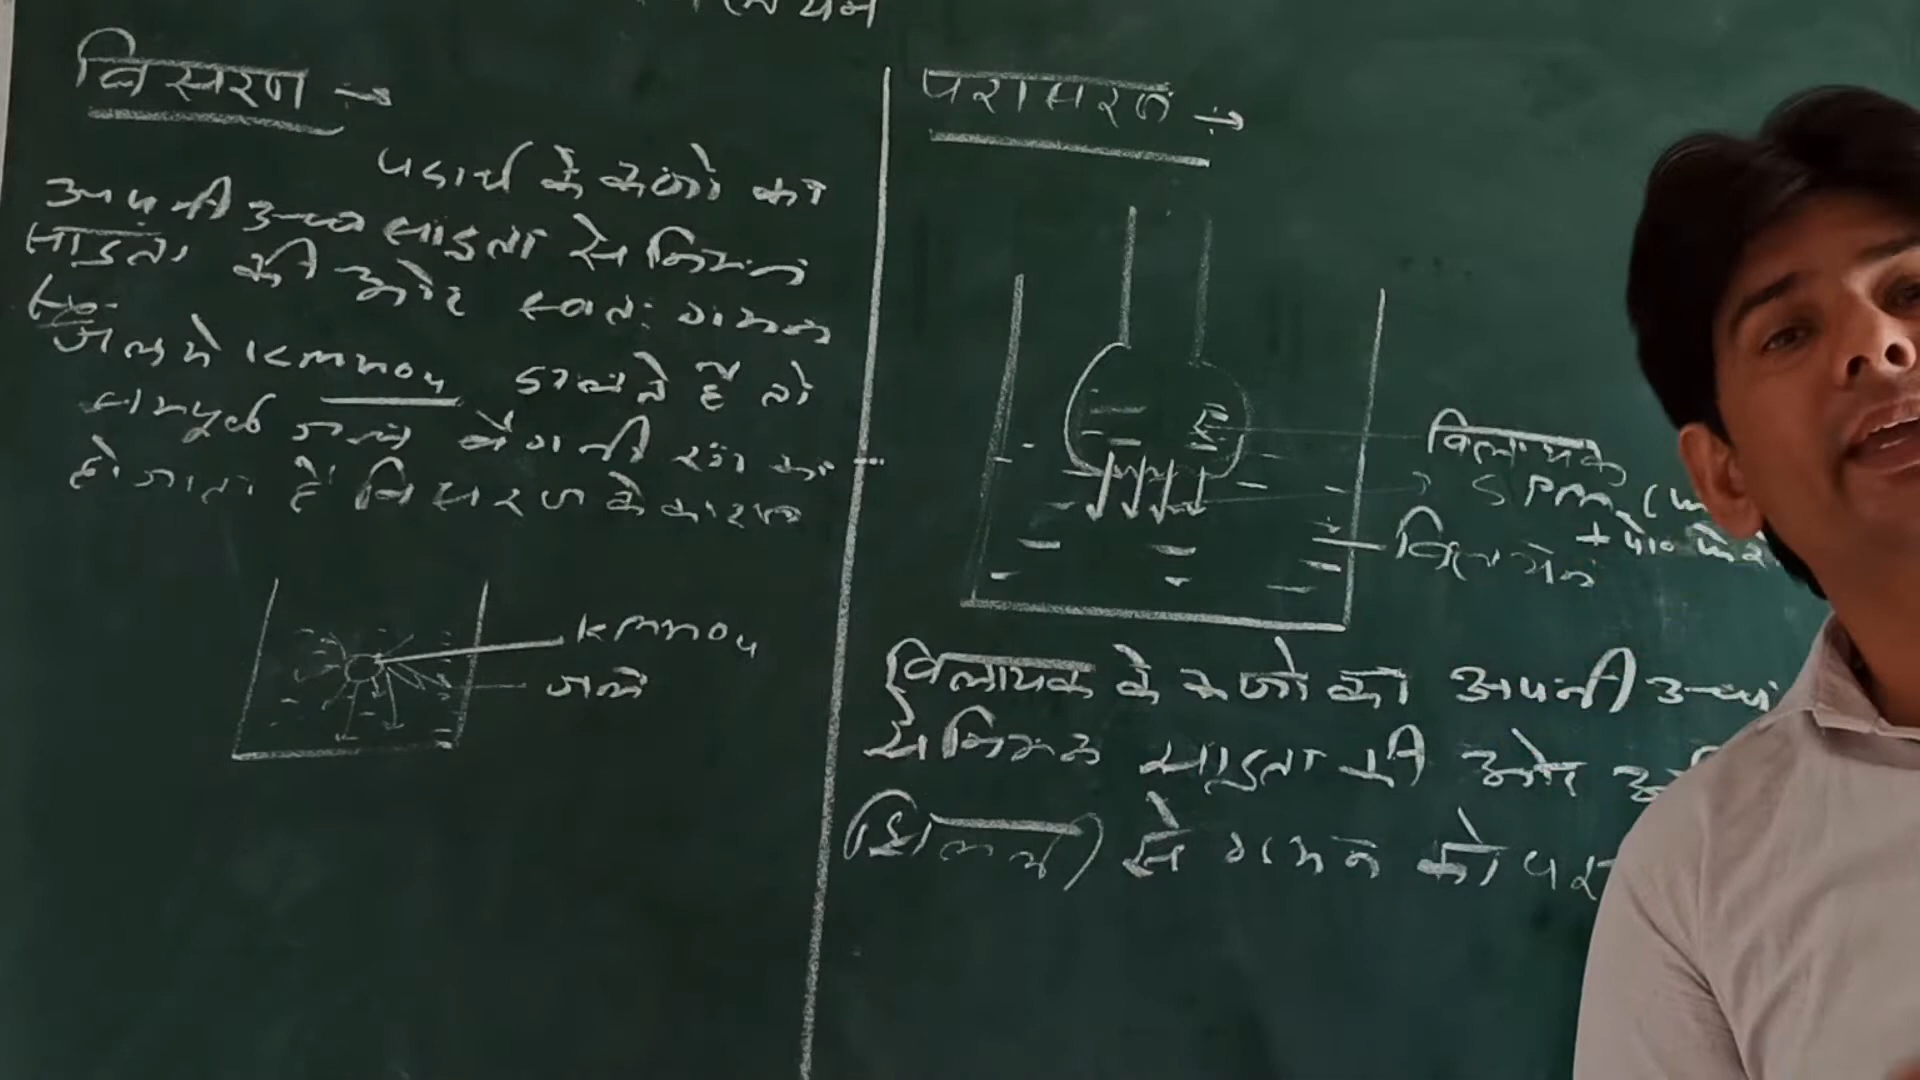 विसरण →
पदार्थ के कणो का
अपनी उच्च सांद्रता से निम्न
सांद्रता की ओर स्वतः गमन
जल मे KMnO4 डालते हैं तो
सम्पूर्ण जल बैंगनी रंग का
हो जाता है विसरण के कारण
KMnO4
जल
परासरण →
विलायक
SPM
विलयन
विलायक के कणो का अपनी उच्च
से निम्न सांद्रता की ओर
झिल्ली) से गमन को